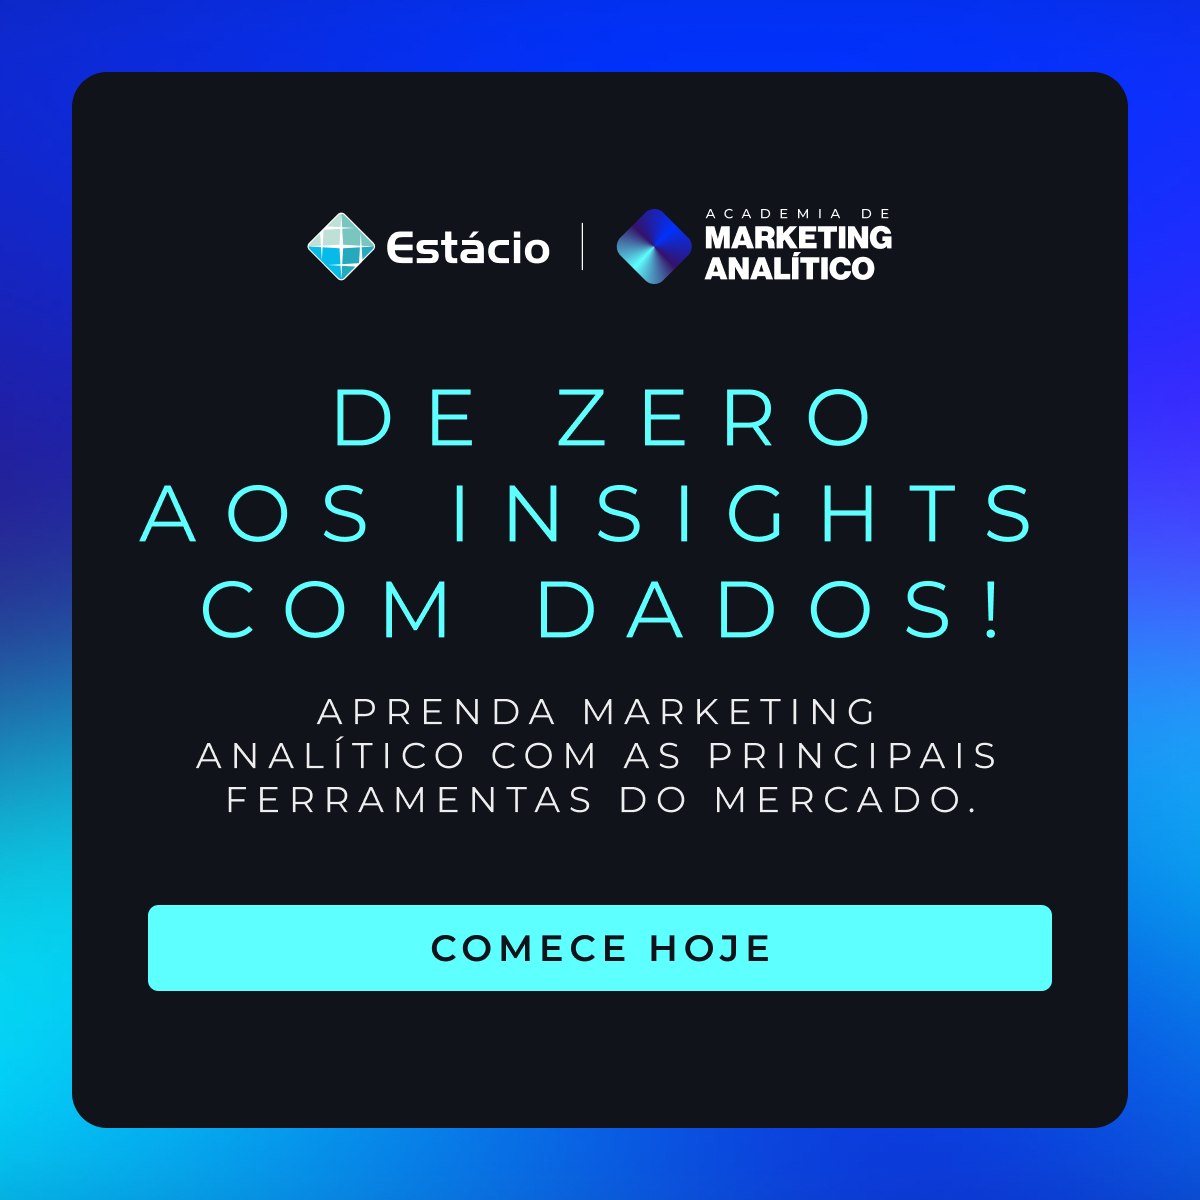 Estácio
ACADEMIA DE
MARKETING
ANALÍTICO
DE ZERO
AOS INSIGHTS
COM DADOS!
APRENDA MARKETING
ANALÍTICO COM AS PRINCIPAIS
FERRAMENTAS DO MERCADO.
COMECE HOJE